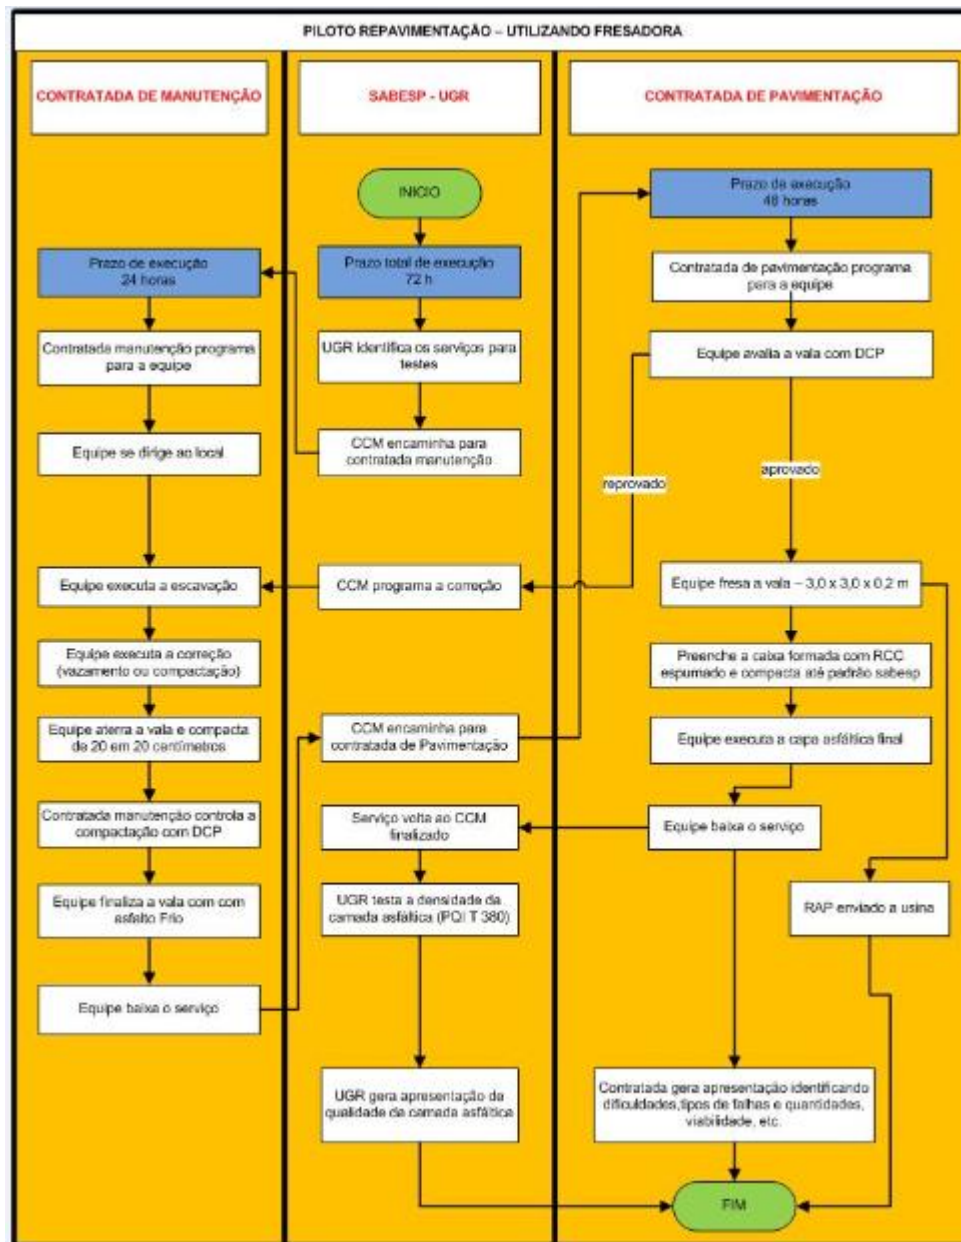 PILOTO REPAVIMENTAÇÃO – UTILIZANDO FRESADORA
CONTRATADA DE MANUTENÇÃO
SABESP - UGR
CONTRATADA DE PAVIMENTAÇÃO
INICIO
Prazo de execução
48 horas
Prazo de execução
24 horas
Prazo total de execução
72 h
Contratada de pavimentação programa
para a equipe
Contratada manutenção programa
para a equipe
UGR identifica os serviços para
testes
Equipe avalia a vala com DCP
Equipe se dirige ao local
CCM encaminha para
contratada manutenção
aprovado
reprovado
Equipe executa a escavação
CCM programa a correção
Equipe fresa a vala – 3,0 x 3,0 x 0,2 m
Equipe executa a correção
(vazamento ou compactação)
Preenche a caixa formada com RCC
espumado e compacta até padrão sabesp
Equipe aterra a vala e compacta
de 20 em 20 centímetros
CCM encaminha para
contratada de Pavimentação
Equipe executa a capa asfáltica final
Contratada manutenção controla a
compactação com DCP
Serviço volta ao CCM
finalizado
Equipe baixa o serviço
Equipe finaliza a vala com com
asfalto Frio
UGR testa a densidade da
camada asfáltica (PQI T 380)
RAP enviado a usina
Equipe baixa o serviço
UGR gera apresentação de
qualidade da camada asfáltica
Contratada gera apresentação identificando
dificuldades,tipos de falhas e quantidades,
viabilidade, etc.
FIM